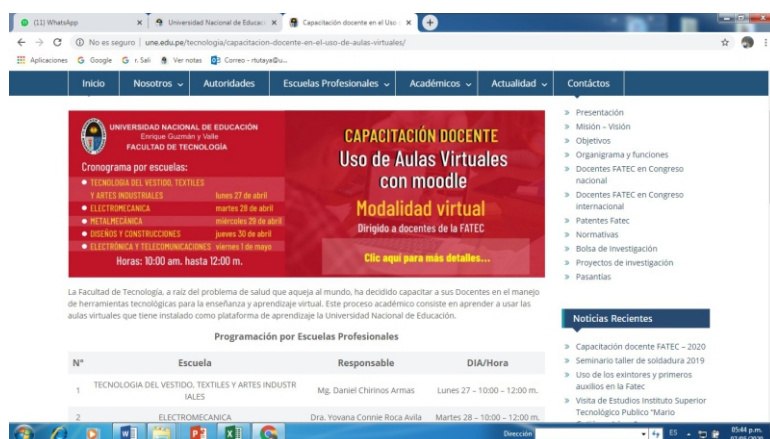 (11) WhatsApp
Universidad Nacional de Educaci
Capacitación docente en el Uso
No es seguro | une.edu.pe/tecnologia/capacitacion-docente-en-el-uso-de-aulas-virtuales/
Aplicaciones Google r. Sali Ver notas Correo - rtutaya@u...
Inicio Nosotros Autoridades Escuelas Profesionales Académicos Actualidad Contáctos
UNIVERSIDAD NACIONAL DE EDUCACIÓN
Enrique Guzmán y Valle
FACULTAD DE TECNOLOGÍA
Cronograma por escuelas:
TECNOLOGIA DEL VESTIDO, TEXTILES
Y ARTES INDUSTRIALES lunes 27 de abril
ELECTROMECANICA martes 28 de abril
METALMECÁNICA miércoles 29 de abril
DISEÑOS Y CONSTRUCCIONES jueves 30 de abril
ELECTRÓNICA Y TELECOMUNICACIONES viernes 1 de mayo
Horas: 10:00 am. hasta 12:00 m.
CAPACITACIÓN DOCENTE
Uso de Aulas Virtuales
con moodle
Modalidad virtual
Dirigido a docentes de la FATEC
Clic aqui para más detalles...
La Facultad de Tecnología, a raíz del problema de salud que aqueja al mundo, ha decidido capacitar a sus Docentes en el manejo
de herramientas tecnológicas para la enseñanza y aprendizaje virtual. Este proceso académico consiste en aprender a usar las
aulas virtuales que tiene instalado como plataforma de aprendizaje la Universidad Nacional de Educación.
Programación por Escuelas Profesionales
N° Escuela Responsable DIA/Hora
1 TECNOLOGIA DEL VESTIDO. TEXTILES Y ARTES INDUSTR
IALES Mg. Daniel Chirinos Armas Lunes 27 – 10:00 – 12:00 m.
2 ELECTROMECANICA Dra. Yovana Connie Roca Avila Martes 28 – 10:00 – 12:00 m.
Presentación
Misión – Visión
Objetivos
Organigrama y funciones
Docentes FATEC en Congreso
nacional
Docentes FATEC en Congreso
internacional
Patentes Fatec
Normativas
Bolsa de Investigación
Proyectos de investigación
Pasantías
Noticias Recientes
Capacitación docente FATEC – 2020
Seminario taller de soldadura 2019
Uso de los exintores y primeros
auxilios en la Fatec
Visita de Estudios Instituto Superior
Tecnológico Publico "Mario
Dirección ES 05:44 p.m.